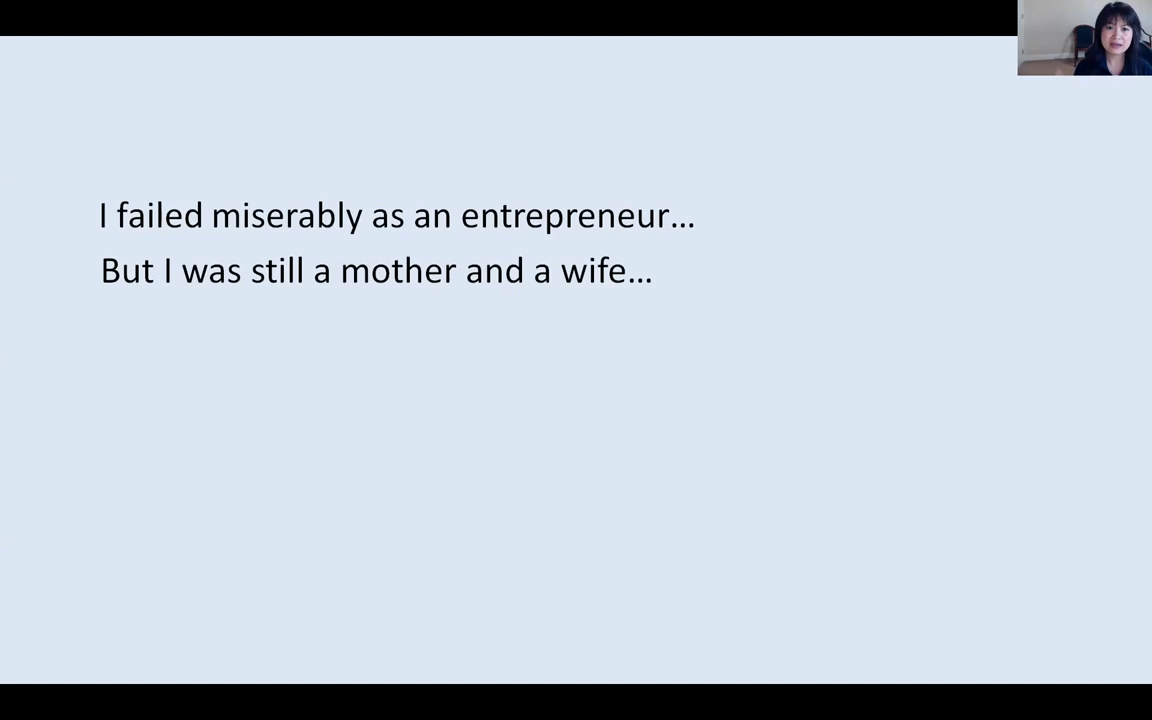 I failed miserably as an entrepreneur…
But I was still a mother and a wife…